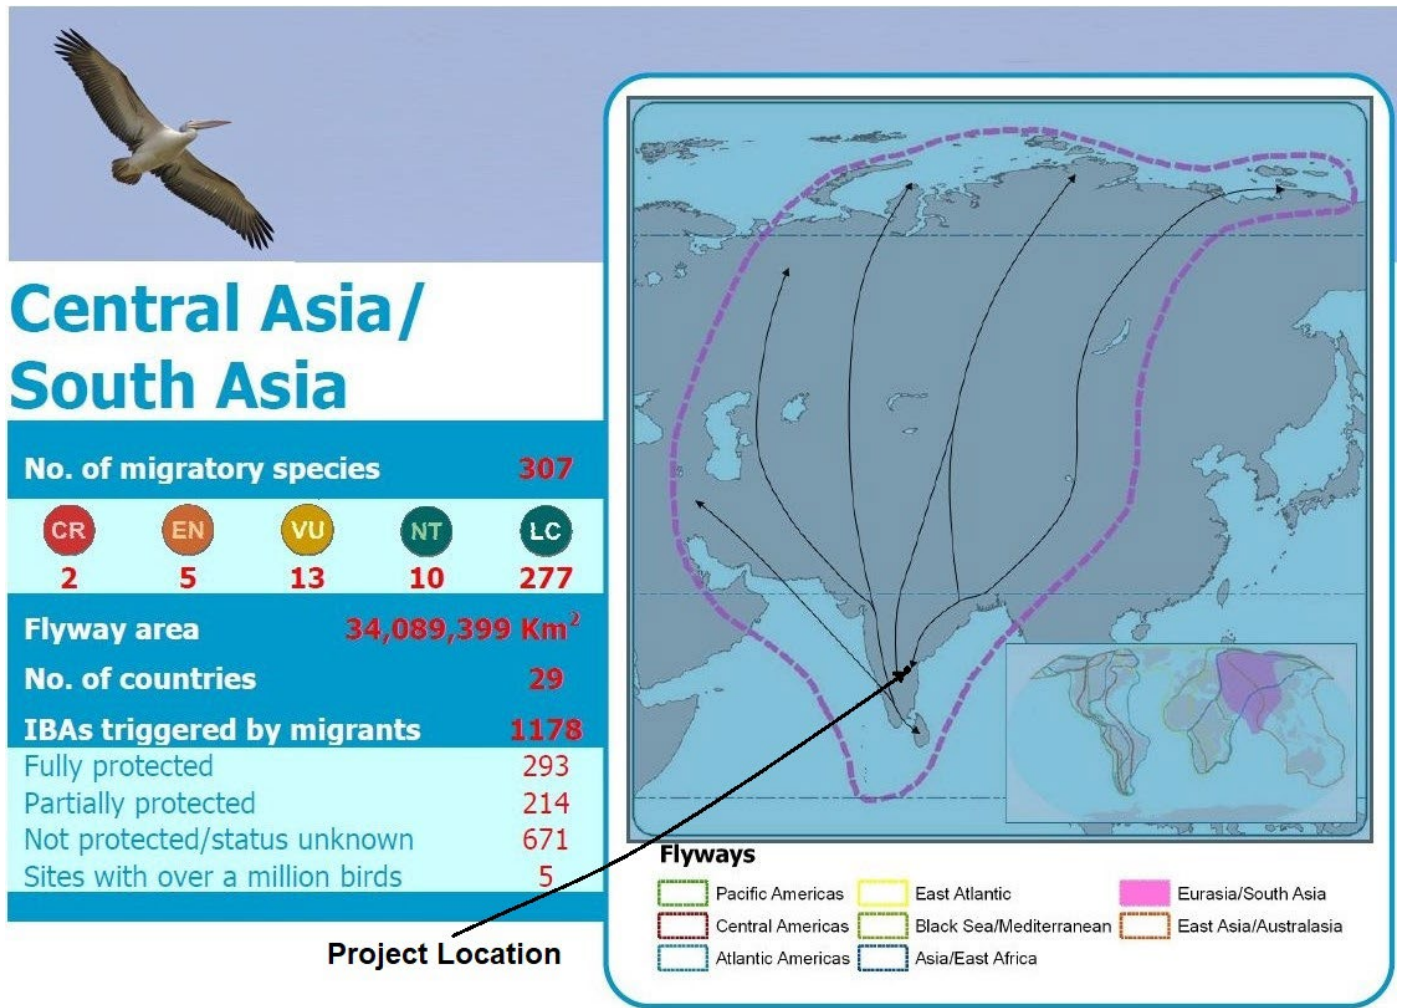 Central Asia/
South Asia
No. of migratory species 307
CR EN VU NT LC
2 5 13 10 277
Flyway area 34,089,399 Km²
No. of countries 29
IBAs triggered by migrants 1178
Fully protected 293
Partially protected 214
Not protected/status unknown 671
Sites with over a million birds 5
Project Location
Flyways
Pacific Americas East Atlantic Eurasia/South Asia
Central Americas Black Sea/Mediterranean East Asia/Australasia
Atlantic Americas Asia/East Africa